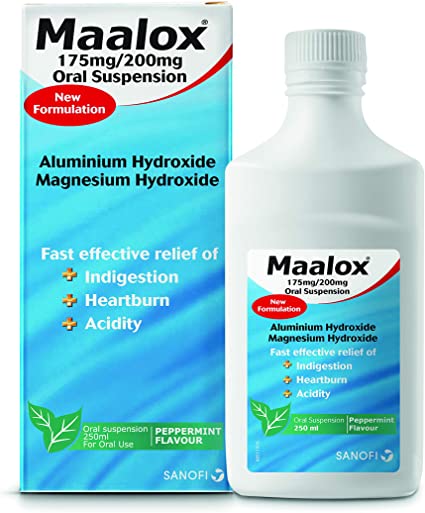 Maalox®
175mg/200mg
Oral Suspension
New
Formulation
Aluminium Hydroxide
Magnesium Hydroxide
Fast effective relief of
Indigestion
Heartburn
Acidity
Oral suspension
250ml
For Oral Use
PEPPERMINT
FLAVOUR
SANOFI
Maalox®
175mg/200mg
Oral Suspension
New
Formulation
Aluminium Hydroxide
Magnesium Hydroxide
Fast effective relief of
Indigestion
Heartburn
Acidity
Oral Suspension
250 ml
Peppermint
Flavour
SANOFI